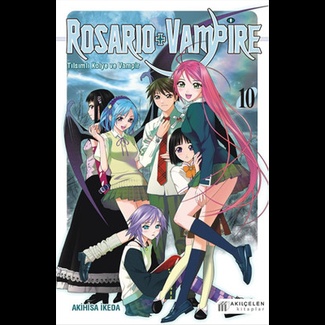 ROSARIO+VAMPIRE
Tılsımlı Kolye ve Vampir
10
AKIHISA IKEDA
AKILÇELEN
kitaplar